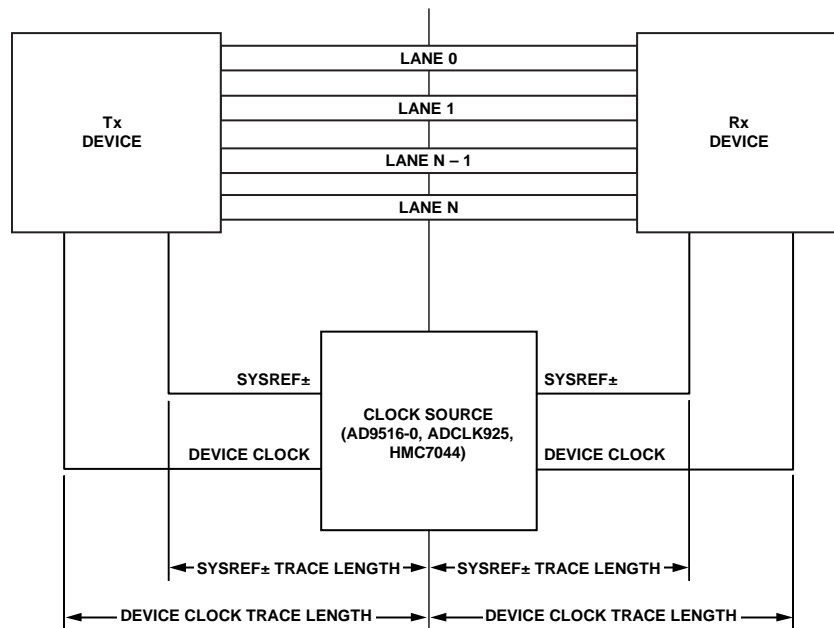 LANE 0
LANE 1
LANE N – 1
LANE N
Tx
DEVICE
Rx
DEVICE
SYSREF±
SYSREF±
CLOCK SOURCE
(AD9516-0, ADCLK925,
HMC7044)
DEVICE CLOCK
DEVICE CLOCK
SYSREF± TRACE LENGTH
SYSREF± TRACE LENGTH
DEVICE CLOCK TRACE LENGTH
DEVICE CLOCK TRACE LENGTH